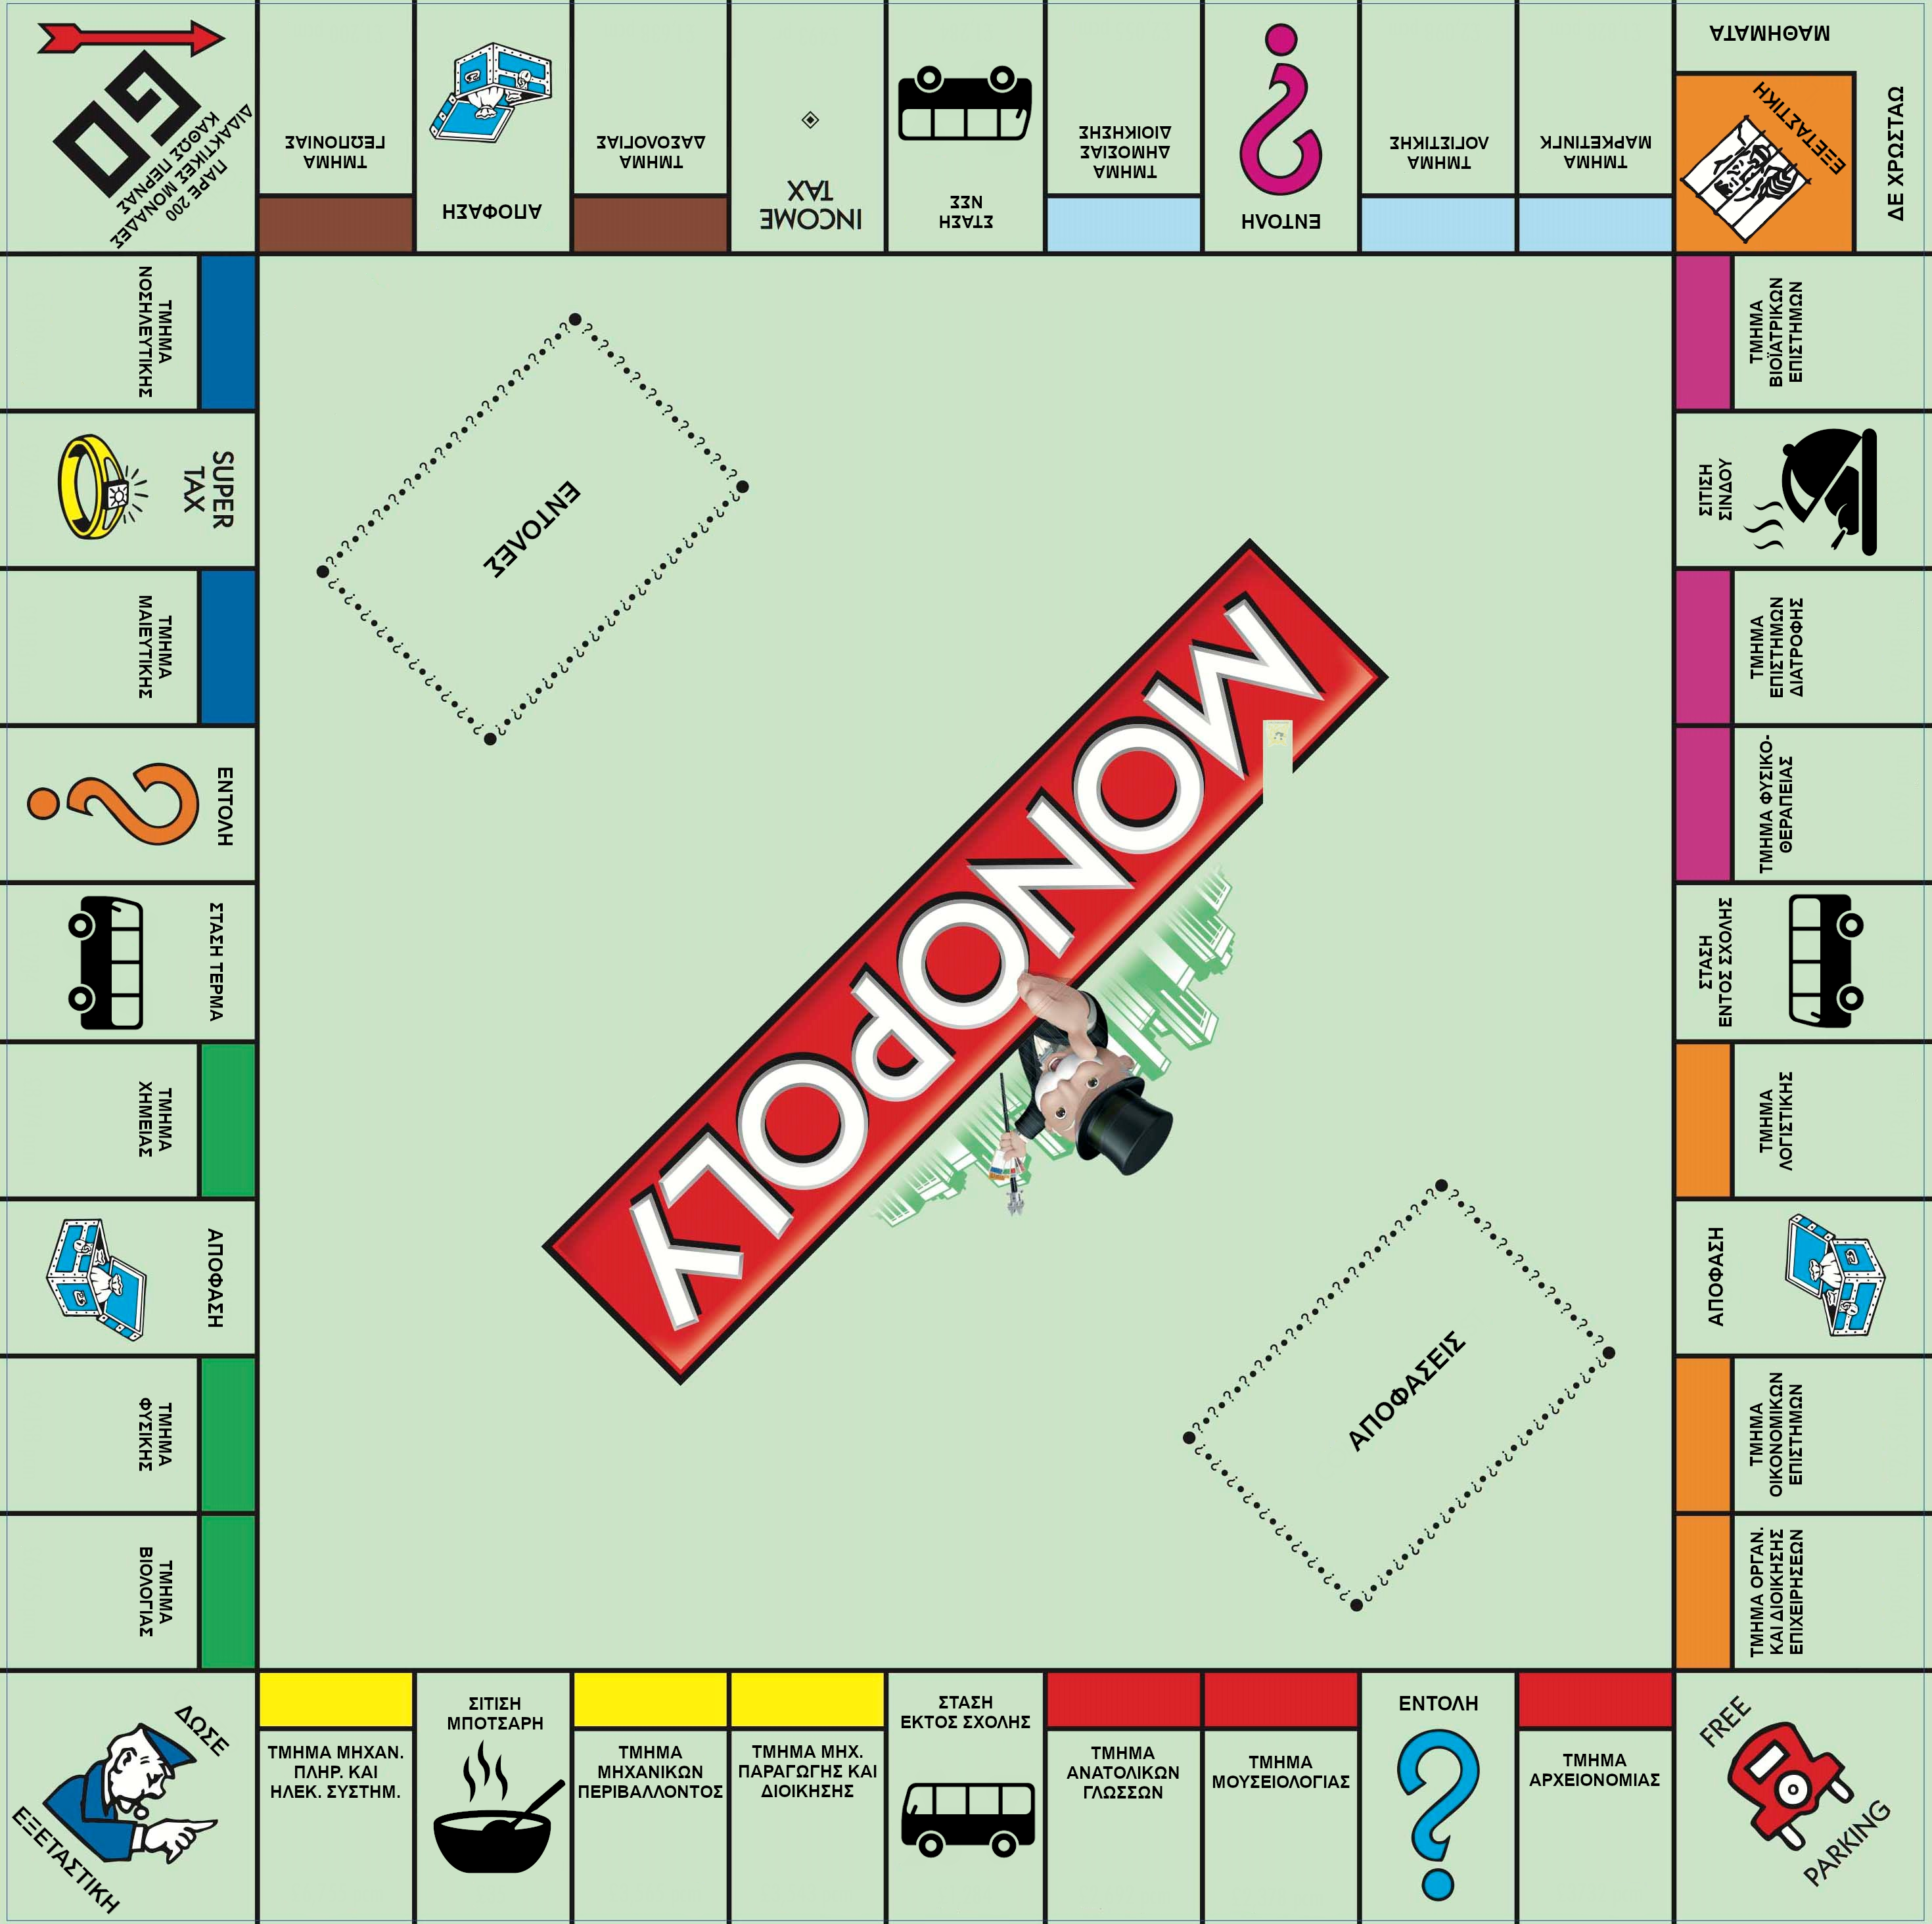 ΠΑΡΕ 200
ΔΙΔΑΚΤΙΚΕΣ ΜΟΝΑΔΕΣ
ΚΑΘΩΣ ΠΕΡΝΑΣ
GO
ΤΜΗΜΑ
ΓΕΩΠΟΝΙΑΣ
ΑΠΟΦΑΣΗ
ΤΜΗΜΑ
ΔΑΣΟΛΟΓΙΑΣ
INCOME
TAX
ΣΤΑΣΗ
ΝΣΣ
ΤΜΗΜΑ
ΔΗΜΟΣΙΑΣ
ΔΙΟΙΚΗΣΗΣ
ΕΝΤΟΛΗ
ΤΜΗΜΑ
ΛΟΓΙΣΤΙΚΗΣ
ΤΜΗΜΑ
ΜΑΡΚΕΤΙΝΓΚ
ΕΞΕΤΑΣΤΙΚΗ
ΔΕ ΧΡΩΣΤΑΩ
ΜΑΘΗΜΑΤΑ
ΤΜΗΜΑ
ΒΙΟΪΑΤΡΙΚΩΝ
ΕΠΙΣΤΗΜΩΝ
ΣΙΤΙΣΗ
ΣΙΝΔΟΥ
ΤΜΗΜΑ
ΕΠΙΣΤΗΜΩΝ
ΔΙΑΤΡΟΦΗΣ
ΤΜΗΜΑ ΦΥΣΙΚΟ-
ΘΕΡΑΠΕΙΑΣ
ΣΤΑΣΗ
ΕΝΤΟΣ ΣΧΟΛΗΣ
ΤΜΗΜΑ
ΛΟΓΙΣΤΙΚΗΣ
ΑΠΟΦΑΣΗ
ΤΜΗΜΑ
ΟΙΚΟΝΟΜΙΚΩΝ
ΕΠΙΣΤΗΜΩΝ
ΤΜΗΜΑ ΟΡΓΑΝ.
ΚΑΙ ΔΙΟΙΚΗΣΗΣ
ΕΠΙΧΕΙΡΗΣΕΩΝ
FREE
PARKING
ΤΜΗΜΑ
ΑΡΧΕΙΟΝΟΜΙΑΣ
ΕΝΤΟΛΗ
ΤΜΗΜΑ
ΜΟΥΣΕΙΟΛΟΓΙΑΣ
ΤΜΗΜΑ
ΑΝΑΤΟΛΙΚΩΝ
ΓΛΩΣΣΩΝ
ΣΤΑΣΗ
ΕΚΤΟΣ ΣΧΟΛΗΣ
ΤΜΗΜΑ ΜΗΧ.
ΠΑΡΑΓΩΓΗΣ ΚΑΙ
ΔΙΟΙΚΗΣΗΣ
ΤΜΗΜΑ
ΜΗΧΑΝΙΚΩΝ
ΠΕΡΙΒΑΛΛΟΝΤΟΣ
ΣΙΤΙΣΗ
ΜΠΟΤΣΑΡΗ
ΤΜΗΜΑ ΜΗΧΑΝ.
ΠΛΗΡ. ΚΑΙ
ΗΛΕΚ. ΣΥΣΤΗΜ.
ΔΩΣΕ
ΕΞΕΤΑΣΤΙΚΗ
ΤΜΗΜΑ
ΒΙΟΛΟΓΙΑΣ
ΤΜΗΜΑ
ΦΥΣΙΚΗΣ
ΑΠΟΦΑΣΗ
ΤΜΗΜΑ
ΧΗΜΕΙΑΣ
ΣΤΑΣΗ ΤΕΡΜΑ
ΕΝΤΟΛΗ
ΤΜΗΜΑ
ΜΑΙΕΥΤΙΚΗΣ
SUPER
TAX
ΤΜΗΜΑ
ΝΟΣΗΛΕΥΤΙΚΗΣ
ΕΝΤΟΛΕΣ
MONOPOLY
ΑΠΟΦΑΣΕΙΣ